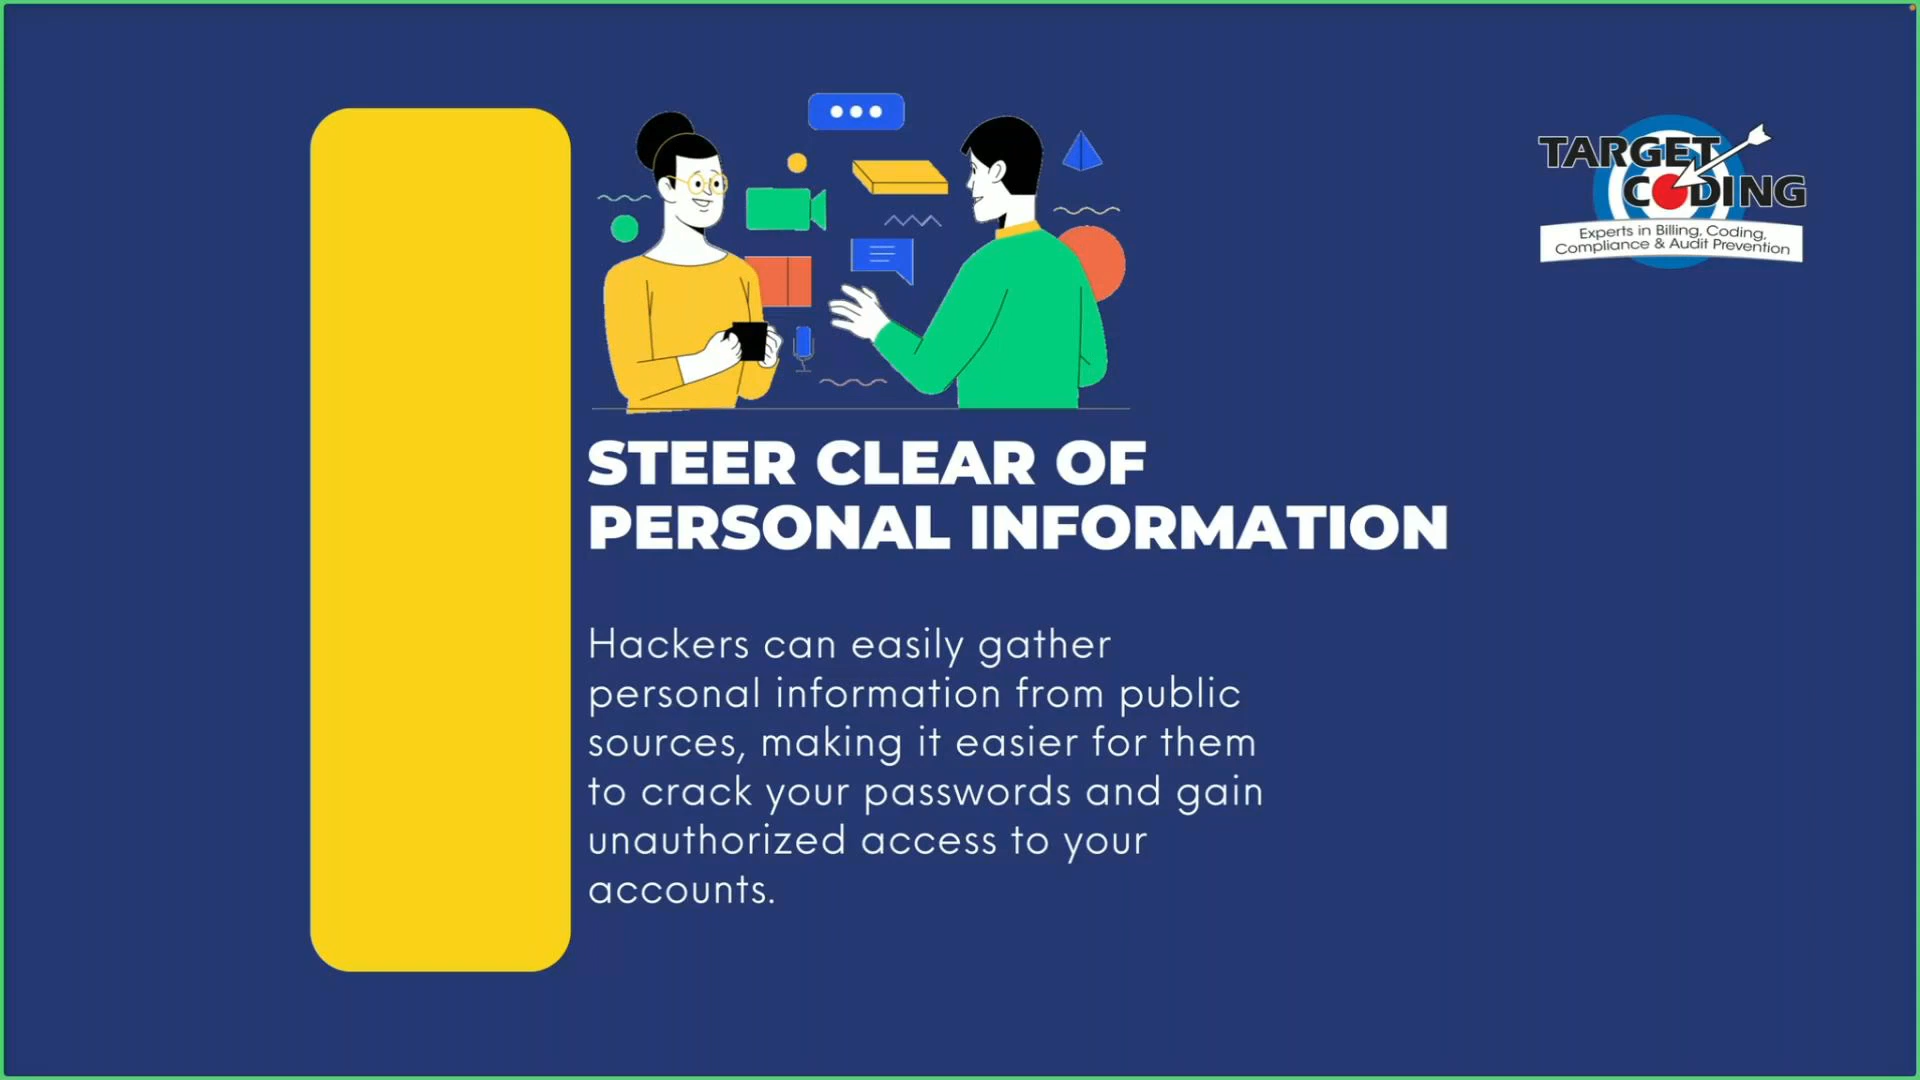 TARGET
CODING
Experts in Billing, Coding,
Compliance & Audit Prevention
STEER CLEAR OF
PERSONAL INFORMATION
Hackers can easily gather
personal information from public
sources, making it easier for them
to crack your passwords and gain
unauthorized access to your
accounts.